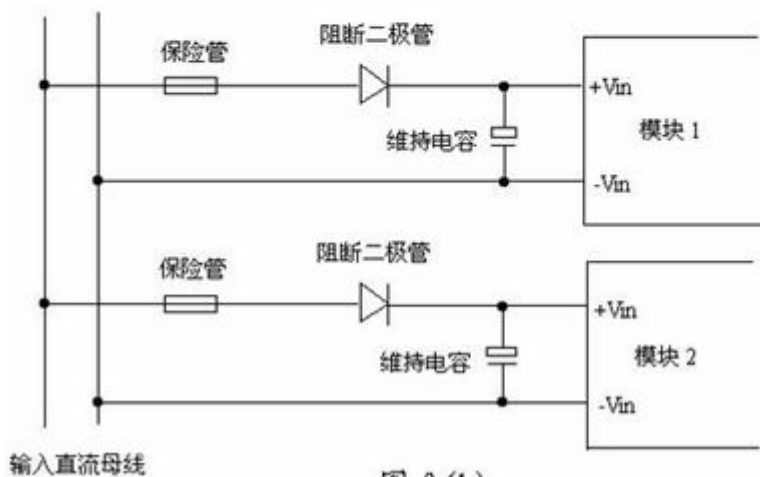 保险管
阻断二极管
+Vin
模块 1
维持电容
-Vin
保险管
阻断二极管
+Vin
模块 2
维持电容
-Vin
输入直流母线